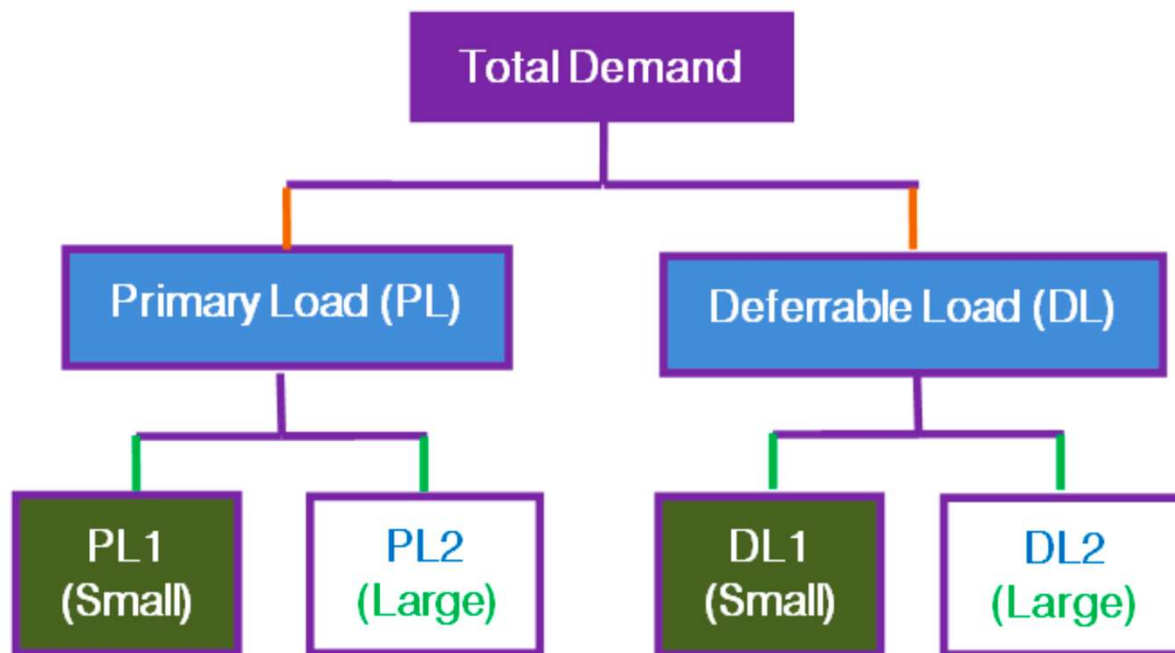 Total Demand
Primary Load (PL)
Deferrable Load (DL)
PL1
(Small)
PL2
(Large)
DL1
(Small)
DL2
(Large)